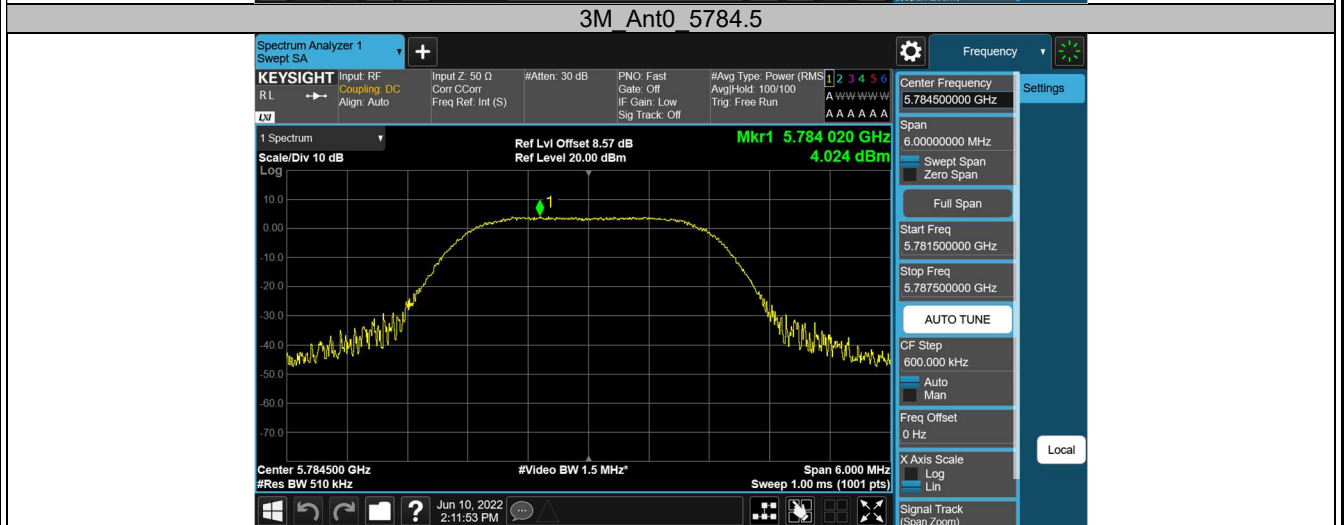 3M_Ant0_5784.5
Spectrum Analyzer 1
Swept SA
Frequency
KEYSIGHT
RL
LXI
Input: RF
Coupling: DC
Align: Auto
Input Z: 50 Ω
Corr CCorr
Freq Ref: Int (S)
#Atten: 30 dB
PNO: Fast
Gate: Off
IF Gain: Low
Sig Track: Off
#Avg Type: Power (RMS
Avg|Hold: 100/100
Trig: Free Run
1 2 3 4 5 6
A W W W W W
A A A A A A
1 Spectrum
Scale/Div 10 dB
Log
Ref Lvl Offset 8.57 dB
Ref Level 20.00 dBm
Mkr1 5.784 020 GHz
4.024 dBm
1
10.0
0.00
-10.0
-20.0
-30.0
-40.0
-50.0
-60.0
-70.0
Center 5.784500 GHz
#Res BW 510 kHz
#Video BW 1.5 MHz*
Span 6.000 MHz
Sweep 1.00 ms (1001 pts)
Center Frequency
5.784500000 GHz
Span
6.00000000 MHz
Swept Span
Zero Span
Full Span
Start Freq
5.781500000 GHz
Stop Freq
5.787500000 GHz
AUTO TUNE
CF Step
600.000 kHz
Auto
Man
Freq Offset
0 Hz
X Axis Scale
Log
Lin
Signal Track
(Span Zoom)
Settings
Local
?
Jun 10, 2022
2:11:53 PM